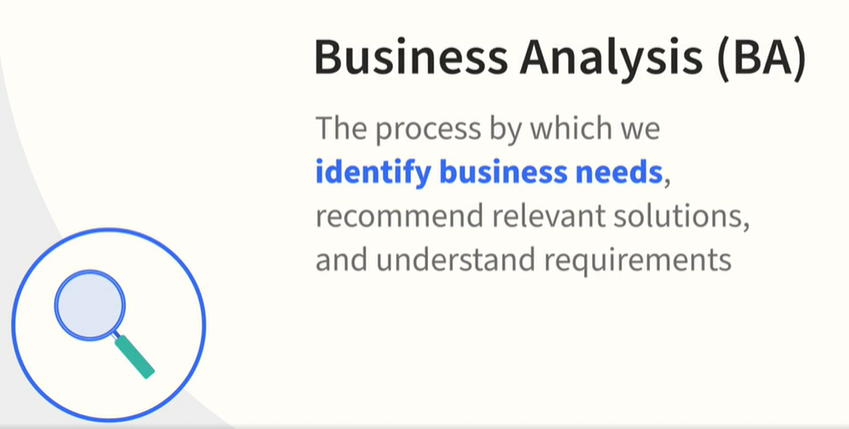 Business Analysis (BA)
The process by which we
identify business needs,
recommend relevant solutions,
and understand requirements